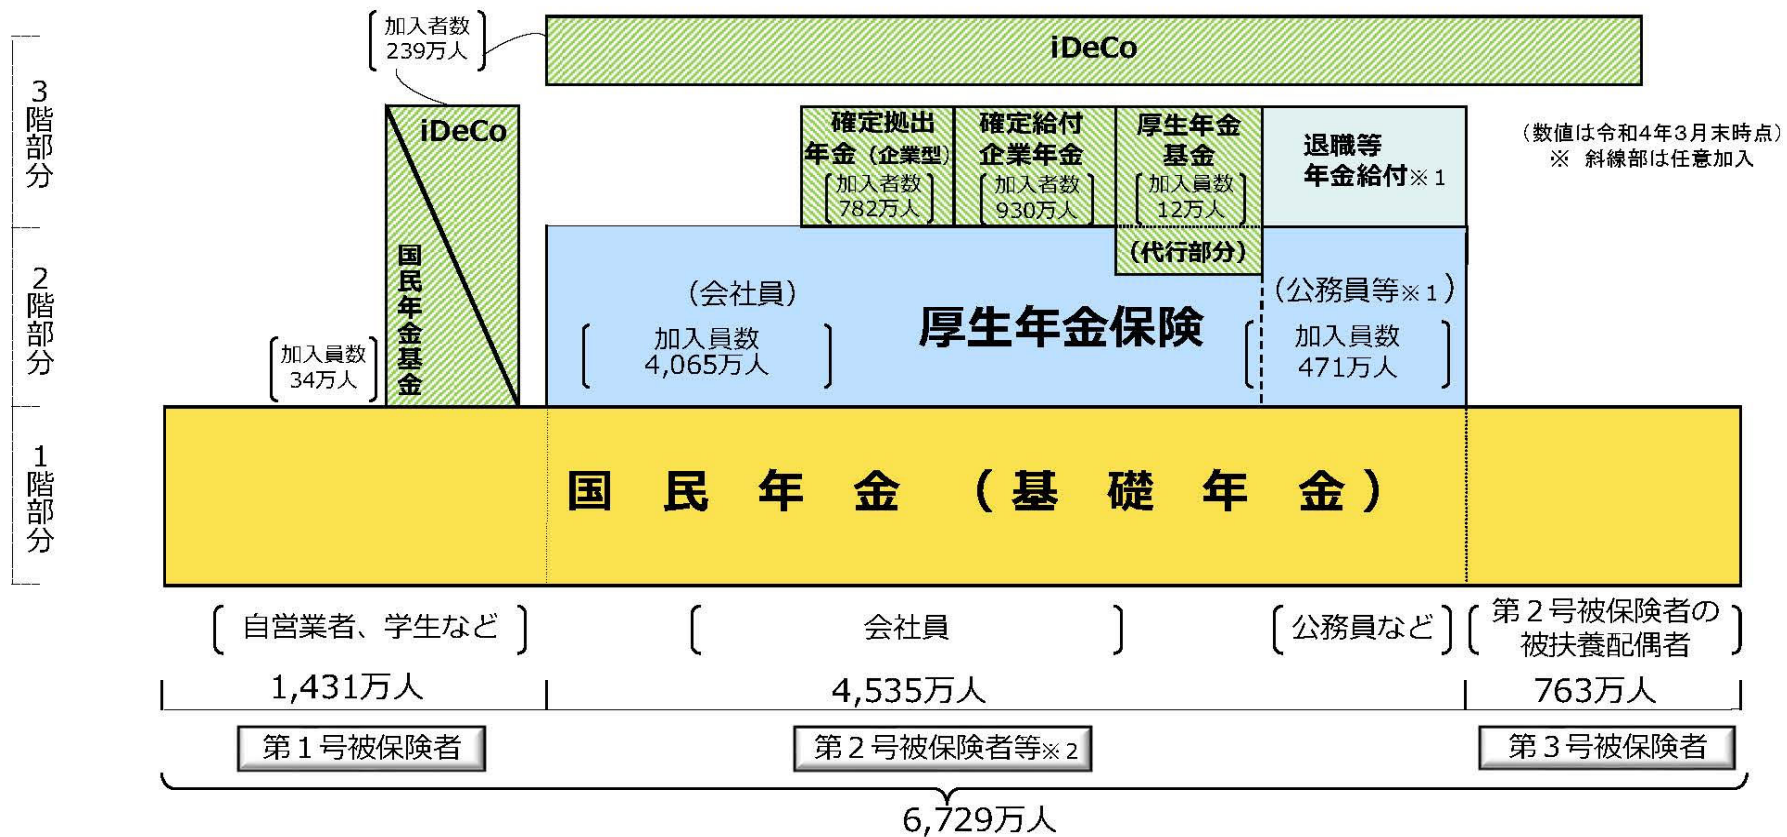 加入者数
239万人
iDeCo
3階部分
2階部分
1階部分
iDeCo
国民年金基金
加入員数
34万人
確定拠出
年金（企業型）
加入者数
782万人
確定給付
企業年金
加入者数
930万人
厚生年金
基金
加入員数
12万人
（代行部分）
退職等
年金給付※1
（数値は令和4年3月末時点）
※ 斜線部は任意加入
（会社員）
加入員数
4,065万人
厚生年金保険
（公務員等※1）
加入員数
471万人
国民年金（基礎年金）
自営業者、学生など
会社員
公務員など
第2号被保険者の
被扶養配偶者
1,431万人
4,535万人
763万人
第1号被保険者
第2号被保険者等※2
第3号被保険者
6,729万人